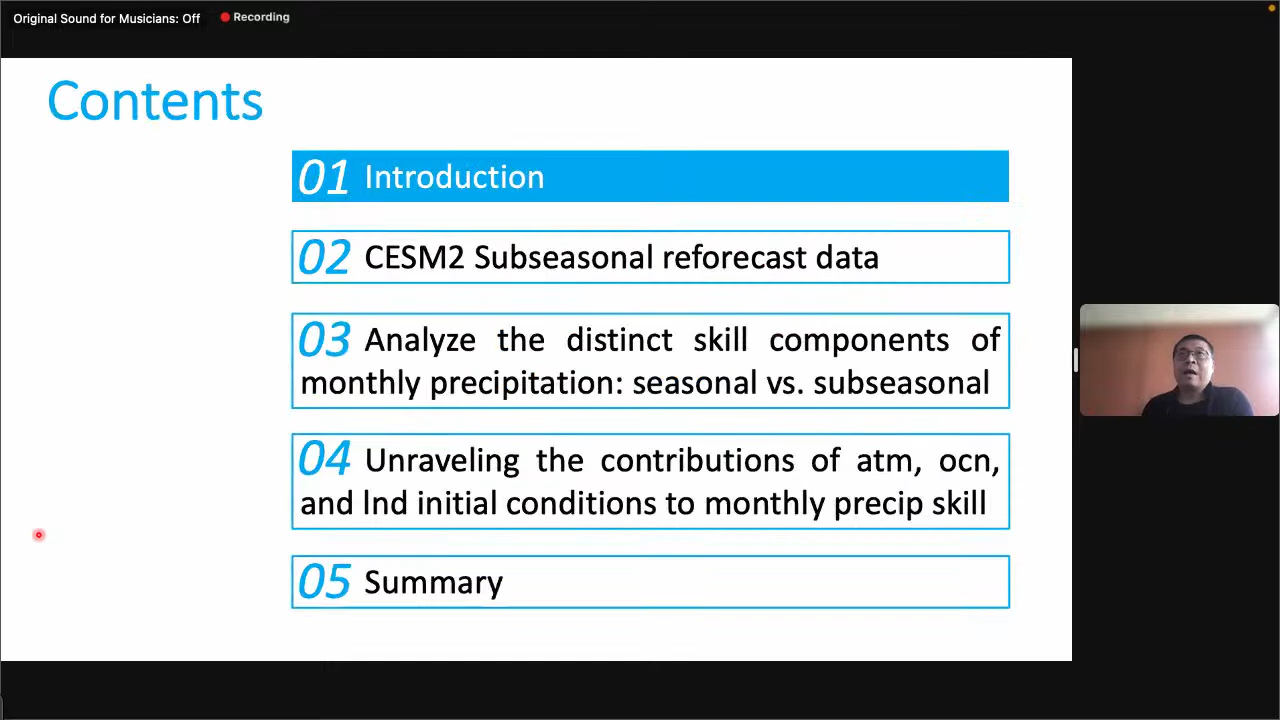 Original Sound for Musicians: Off
Recording
Contents
01 Introduction
02 CESM2 Subseasonal reforecast data
03 Analyze the distinct skill components of
monthly precipitation: seasonal vs. subseasonal
04 Unraveling the contributions of atm, ocn,
and lnd initial conditions to monthly precip skill
05 Summary